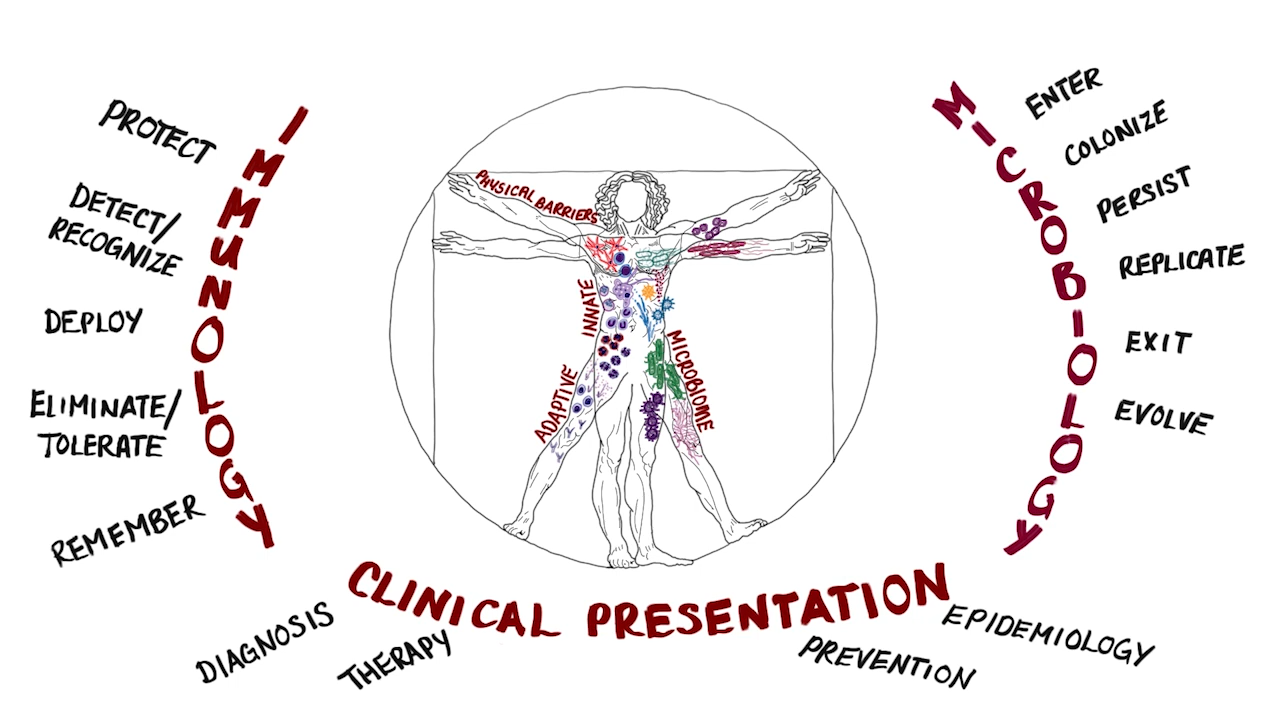 IMMUNOLOGY
PROTECT
DETECT/
RECOGNIZE
DEPLOY
ELIMINATE/
TOLERATE
REMEMBER
PHYSICAL BARRIERS
INNATE
ADAPTIVE
MICROBIOME
MICROBIOLOGY
ENTER
COLONIZE
PERSIST
REPLICATE
EXIT
EVOLVE
CLINICAL PRESENTATION
DIAGNOSIS
THERAPY
PREVENTION
EPIDEMIOLOGY